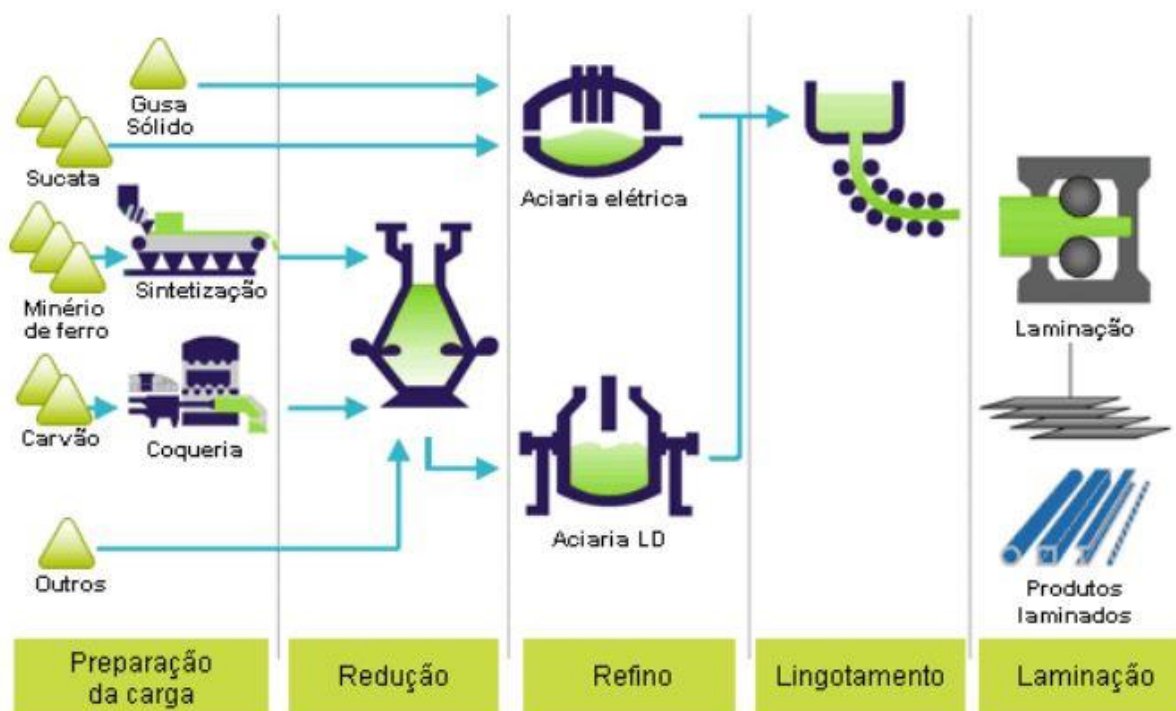 Gusa
Sólido
Sucata
Aciaria elétrica
Sintetização
Minério
de ferro
Laminação
Carvão
Coqueria
Aciaria LD
Outros
Produtos
laminados
Preparação
da carga
Redução
Refino
Lingotamento
Laminação